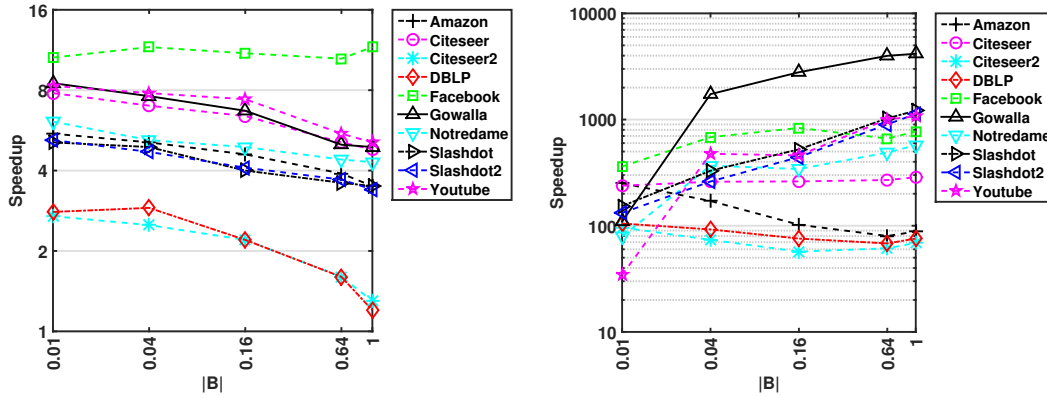 16
8
4
2
1
Speedup
0.01
0.04
0.16
0.64
1
|B|
Amazon
Citeseer
Citeseer2
DBLP
Facebook
Gowalla
Notredame
Slashdot
Slashdot2
Youtube
10000
1000
100
10
Speedup
0.01
0.04
0.16
0.64
1
|B|
Amazon
Citeseer
Citeseer2
DBLP
Facebook
Gowalla
Notredame
Slashdot
Slashdot2
Youtube